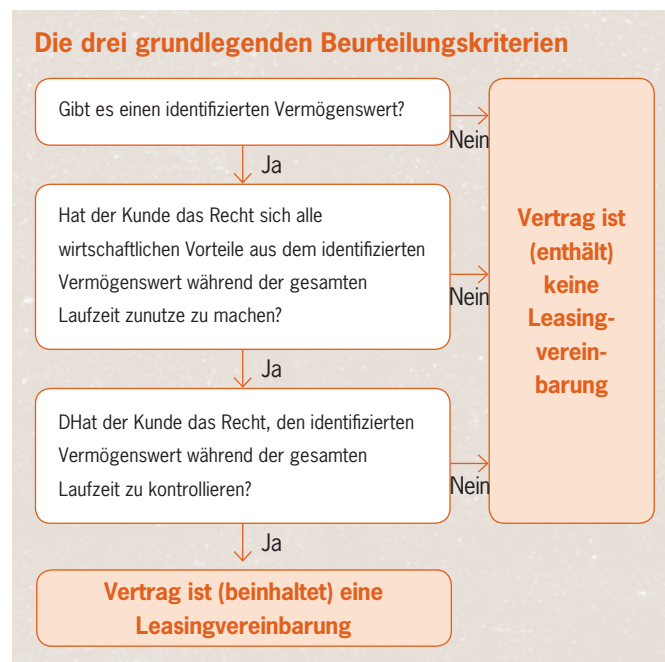 Die drei grundlegenden Beurteilungskriterien
Gibt es einen identifizierten Vermögenswert?
Nein
Ja
Hat der Kunde das Recht sich alle
wirtschaftlichen Vorteile aus dem identifizierten
Vermögenswert während der gesamten
Laufzeit zunutze zu machen?
Nein
Ja
DHat der Kunde das Recht, den identifizierten
Vermögenswert während der gesamten
Laufzeit zu kontrollieren?
Nein
Ja
Vertrag ist
(enthält)
keine
Leasing-
verein-
barung
Vertrag ist (beinhaltet) eine
Leasingvereinbarung